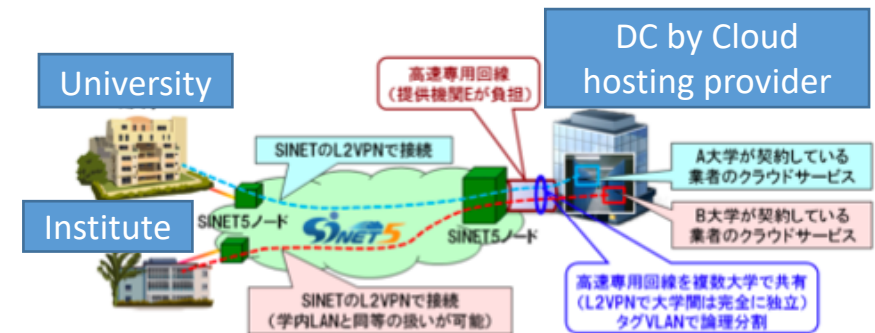 University
DC by Cloud
hosting provider
高速専用回線
(提供機関Eが負担)
SINETのL2VPNで接続
A大学が契約している
業者のクラウドサービス
Institute
SINET5ノード
SINET5
SINET5ノード
B大学が契約している
業者のクラウドサービス
SINETのL2VPNで接続
(学内LANと同等の扱いが可能)
高速専用回線を複数大学で共有
(L2VPNで大学間は完全に独立)
タグVLANで論理分割